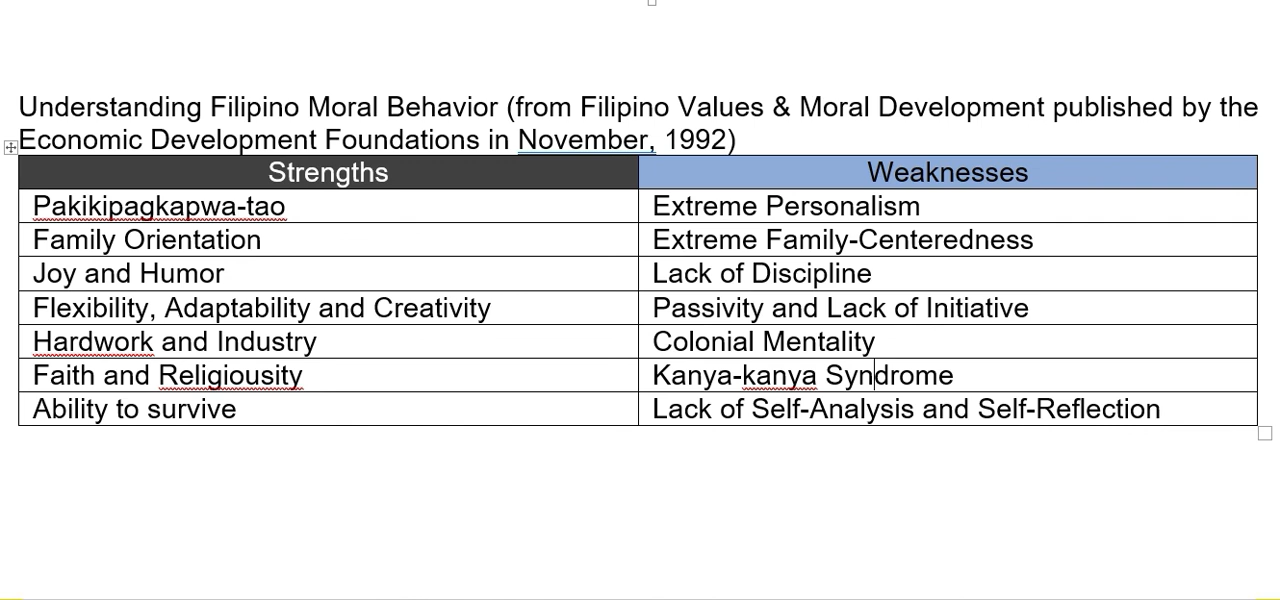 Understanding Filipino Moral Behavior (from Filipino Values & Moral Development published by the
Economic Development Foundations in November, 1992)
Strengths Weaknesses
Pakikipagkapwa-tao Extreme Personalism
Family Orientation Extreme Family-Centeredness
Joy and Humor Lack of Discipline
Flexibility, Adaptability and Creativity Passivity and Lack of Initiative
Hardwork and Industry Colonial Mentality
Faith and Religiousity Kanya-kanya Syndrome
Ability to survive Lack of Self-Analysis and Self-Reflection